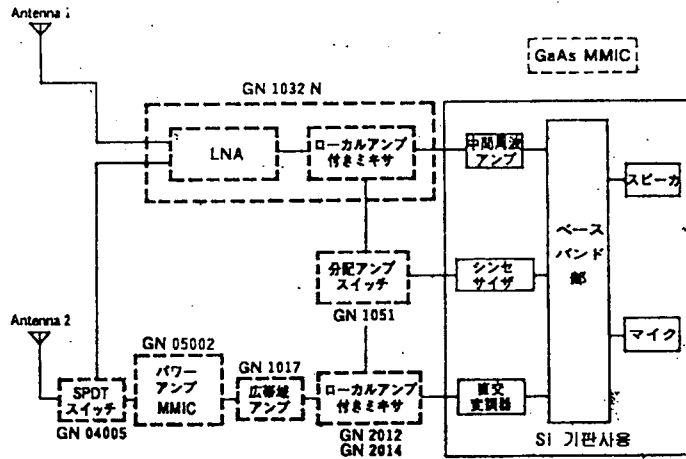 Antenna 1
GaAs MMIC
GN 1032 N
LNA
ローカルアンプ
付きミキサ
中間周波
アンプ
スピーカ
ベース
バンド
部
分配アンプ
スイッチ
GN 1051
シンセ
サイザ
マイク
Antenna 2
SPDT
スイッチ
GN 04005
GN 05002
パワー
アンプ
MMIC
GN 1017
広帯域
アンプ
ローカルアンプ
付きミキサ
GN 2012
GN 2014
直交
変調器
SI 基板使用